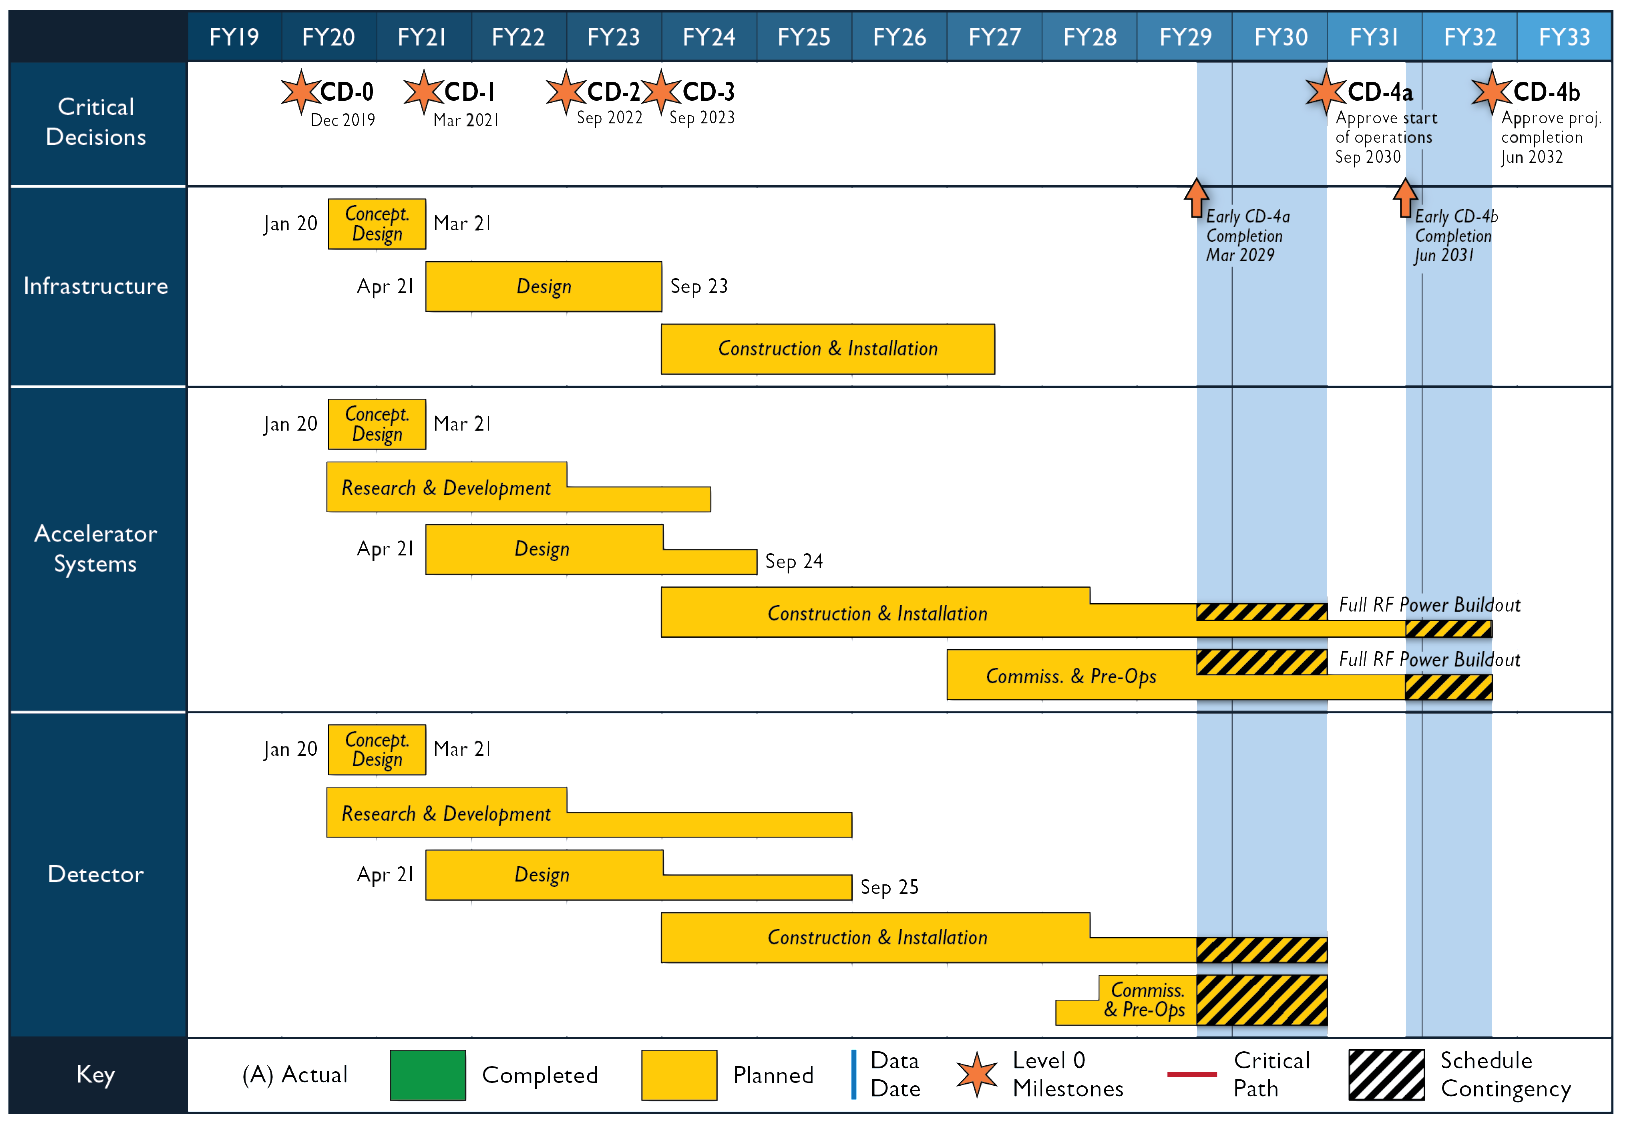 FY19 FY20 FY21 FY22 FY23 FY24 FY25 FY26 FY27 FY28 FY29 FY30 FY31 FY32 FY33
Critical
Decisions
CD-0
Dec 2019
CD-1
Mar 2021
CD-2
Sep 2022
CD-3
Sep 2023
CD-4a
Approve start
of operations
Sep 2030
CD-4b
Approve proj.
completion
Jun 2032
Early CD-4a
Completion
Mar 2029
Early CD-4b
Completion
Jun 2031
Infrastructure
Jan 20
Concept.
Design
Mar 21
Apr 21
Design
Sep 23
Construction & Installation
Accelerator
Systems
Jan 20
Concept.
Design
Mar 21
Research & Development
Apr 21
Design
Sep 24
Construction & Installation
Full RF Power Buildout
Commiss. & Pre-Ops
Full RF Power Buildout
Detector
Jan 20
Concept.
Design
Mar 21
Research & Development
Apr 21
Design
Sep 25
Construction & Installation
Commiss.
& Pre-Ops
Key
(A) Actual
Completed
Planned
Data
Date
Level 0
Milestones
Critical
Path
Schedule
Contingency